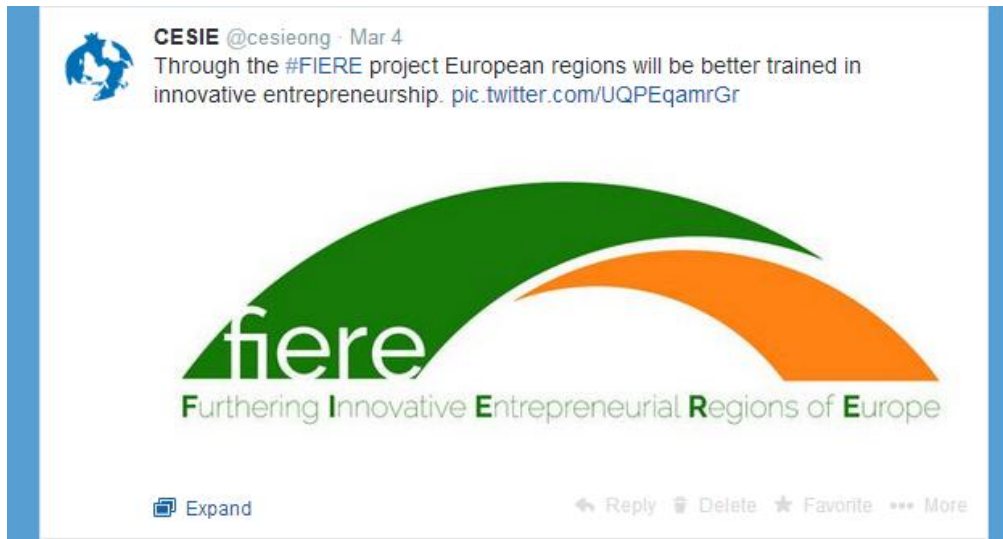 CESIE @cesieong · Mar 4
Through the #FIERE project European regions will be better trained in
innovative entrepreneurship. pic.twitter.com/UQPEqamrGr
fiere
Furthering Innovative Entrepreneurial Regions of Europe
Expand Reply Delete Favorite More